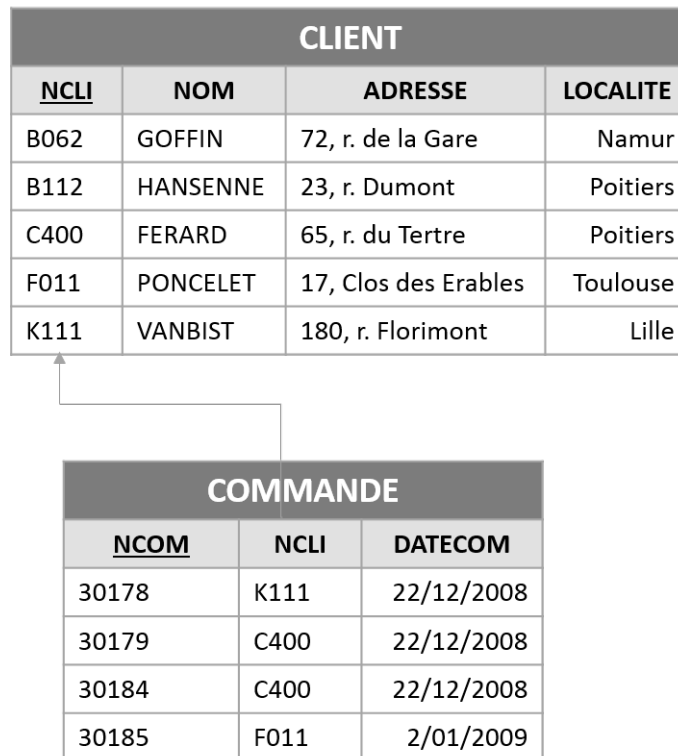 CLIENT
NCLI NOM ADRESSE LOCALITE
B062 GOFFIN 72, r. de la Gare Namur
B112 HANSENNE 23, r. Dumont Poitiers
C400 FERARD 65, r. du Tertre Poitiers
F011 PONCELET 17, Clos des Erables Toulouse
K111 VANBIST 180, r. Florimont Lille
COMMANDE
NCOM NCLI DATECOM
30178 K111 22/12/2008
30179 C400 22/12/2008
30184 C400 22/12/2008
30185 F011 2/01/2009